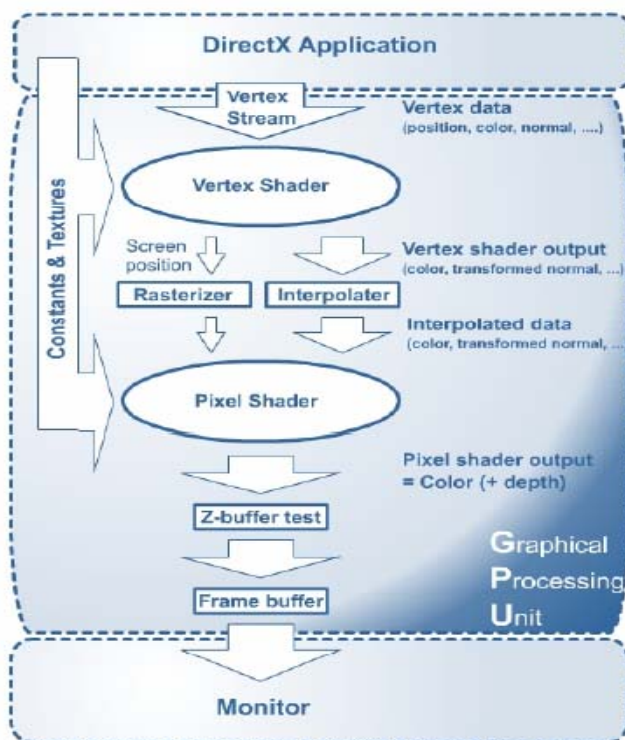 DirectX Application
Vertex
Stream
Vertex data
(position, color, normal, ....)
Constants & Textures
Vertex Shader
Screen
position
Vertex shader output
(color, transformed normal, ...)
Rasterizer
Interpolater
Interpolated data
(color, transformed normal, ...
Pixel Shader
Pixel shader output
= Color (+ depth)
Z-buffer test
Graphical
Processing
Unit
Frame buffer
Monitor